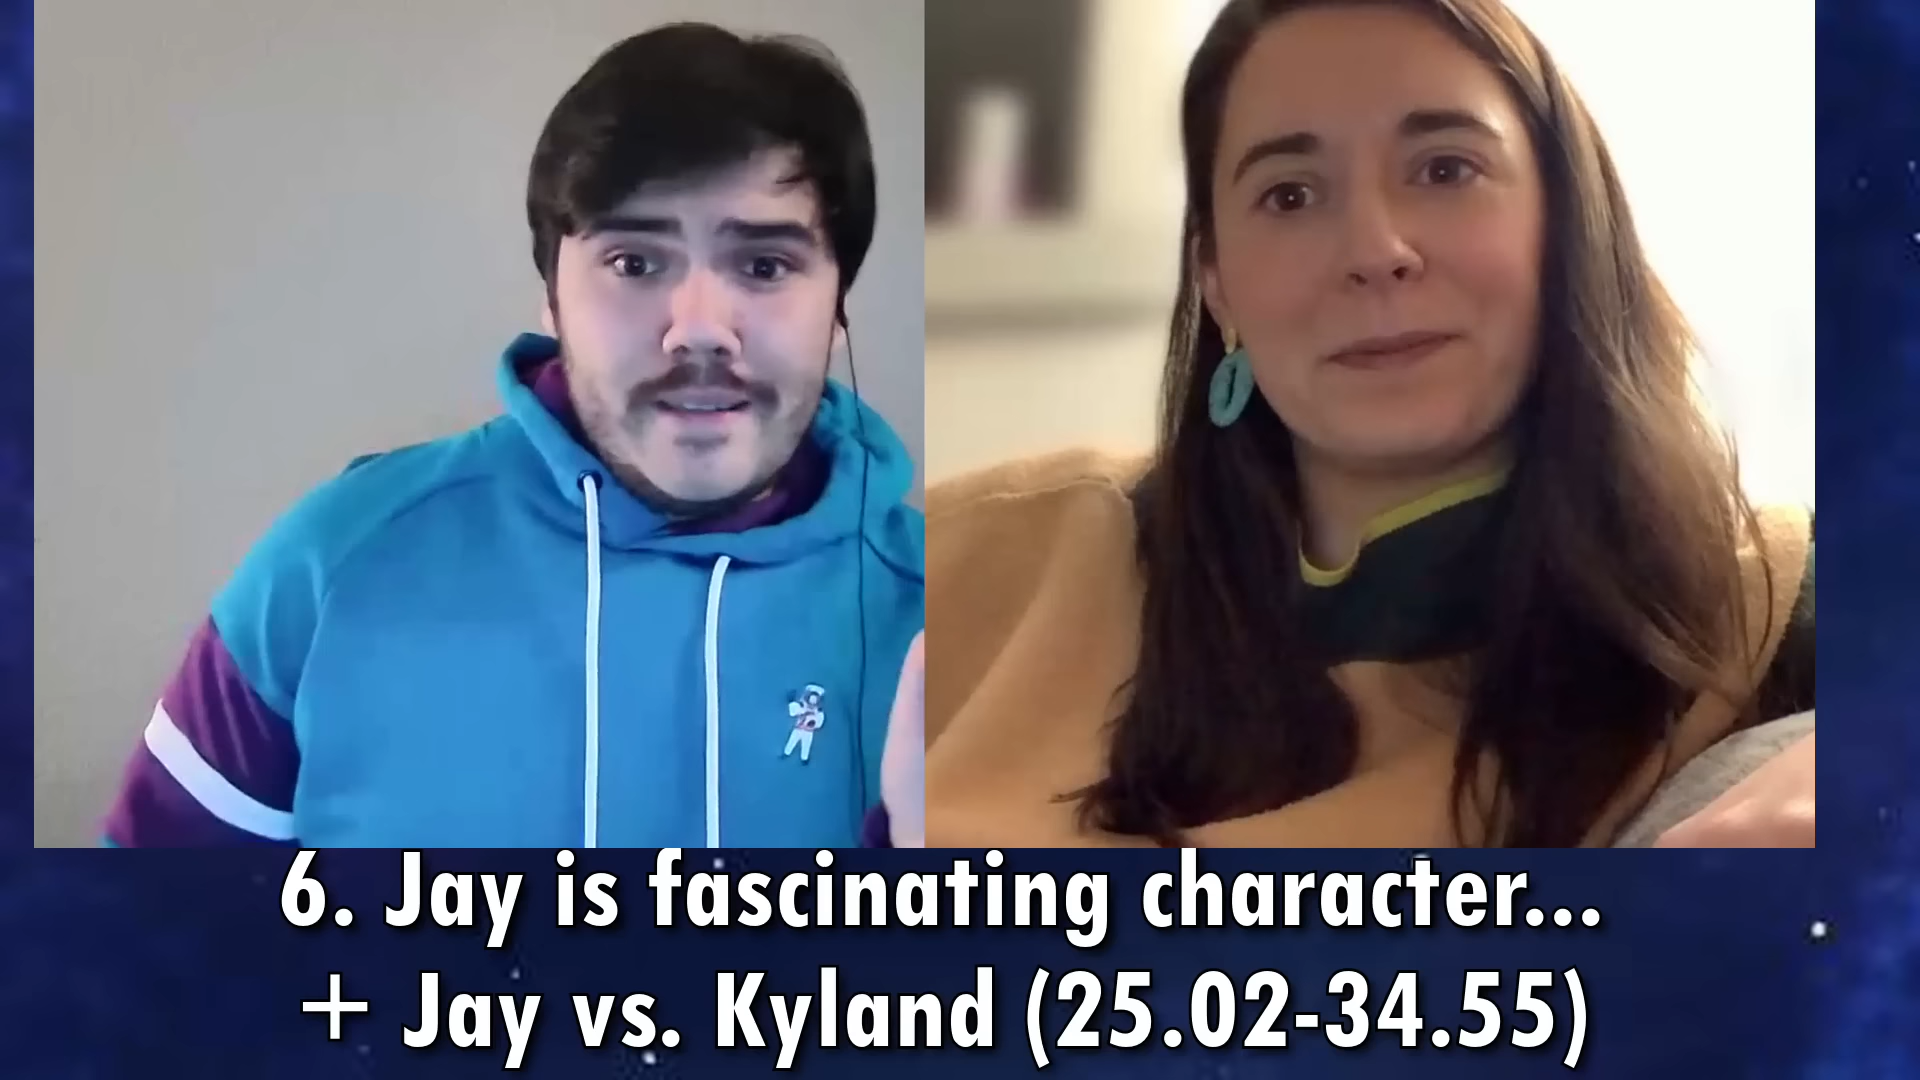 6. Jay is fascinating character...
+ Jay vs. Kyland (25.02-34.55)